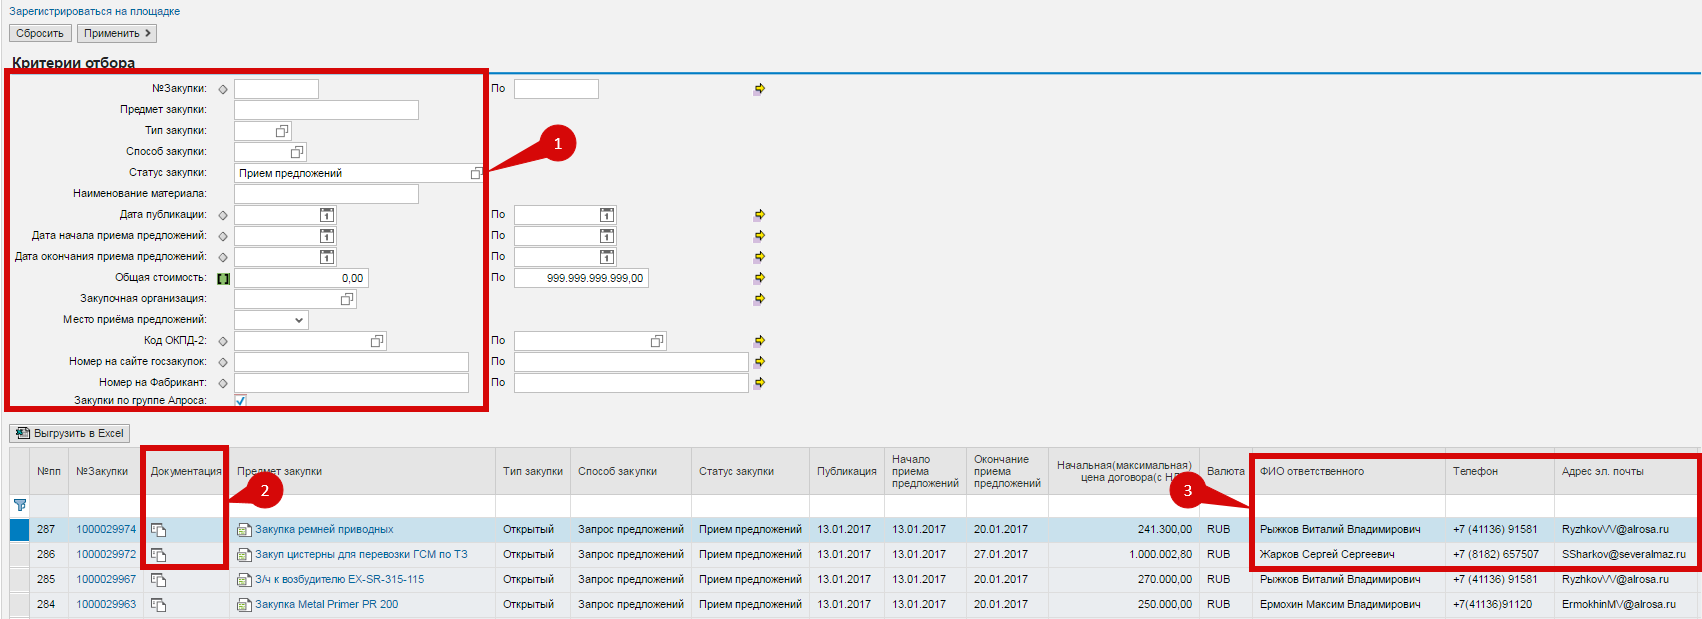 Зарегистрироваться на площадке
Сбросить Применить
Критерии отбора
№Закупки: По
Предмет закупки:
Тип закупки:
Способ закупки:
1
Статус закупки: Прием предложений
Наименование материала:
Дата публикации: 1 По 1
Дата начала приема предложений: 1 По 1
Дата окончания приема предложений: 1 По 1
Общая стоимость: 0,00 По 999.999.999.999,00
Закупочная организация:
Место приёма предложений:
Код ОКПД-2: По
Номер на сайте госзакупок: По
Номер на Фабрикант: По
Закупки по группе Алроса:
Выгрузить в Excel
№пп №Закупки Документация Предмет закупки Тип закупки Способ закупки Статус закупки Публикация Начало приема предложений Окончание приема предложений Начальная(максимальная) цена договора(с Валюта ФИО ответственного Телефон Адрес эл. почты
2
3
287 1000029974 Закупка ремней приводных Открытый Запрос предложений Прием предложений 13.01.2017 13.01.2017 20.01.2017 241.300,00 RUB Рыжков Виталий Владимирович +7 (41136) 91581 RyzhkovVV@alrosa.ru
286 1000029972 Закуп цистерны для перевозки ГСМ по ТЗ Открытый Запрос предложений Прием предложений 13.01.2017 13.01.2017 27.01.2017 1.000.002,80 RUB Жарков Сергей Сергеевич +7 (8182) 657507 SSharkov@severalmaz.ru
285 1000029967 З/ч к возбудителю EX-SR-315-115 Открытый Запрос предложений Прием предложений 13.01.2017 13.01.2017 20.01.2017 270.000,00 RUB Рыжков Виталий Владимирович +7 (41136) 91581 RyzhkovVV@alrosa.ru
284 1000029963 Закупка Metal Primer PR 200 Открытый Запрос предложений Прием предложений 13.01.2017 13.01.2017 20.01.2017 250.000,00 RUB Ермохин Максим Владимирович +7(41136)91120 ErmokhinMV@alrosa.ru